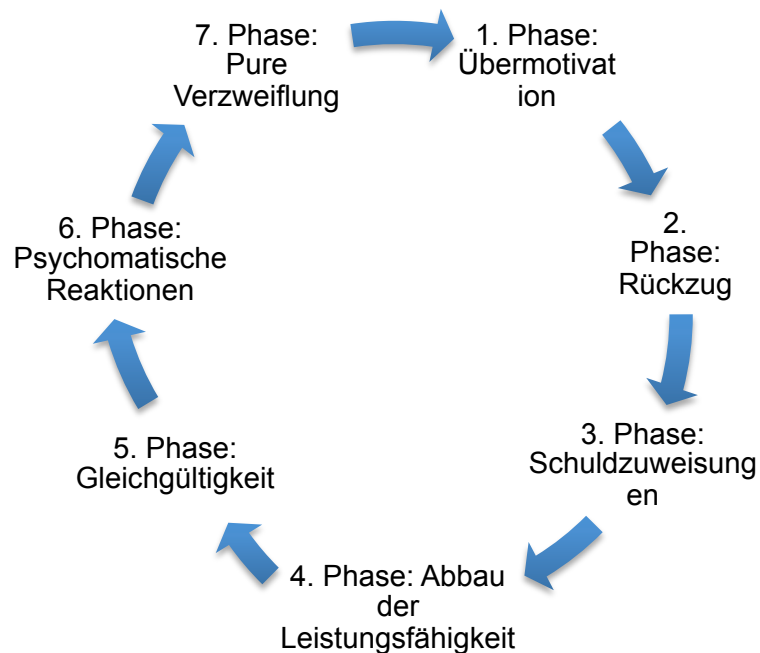 1. Phase:
Übermotivat
ion
2.
Phase:
Rückzug
3. Phase:
Schuldzuweisung
en
4. Phase: Abbau
der
Leistungsfähigkeit
5. Phase:
Gleichgültigkeit
6. Phase:
Psychomatische
Reaktionen
7. Phase:
Pure
Verzweiflung